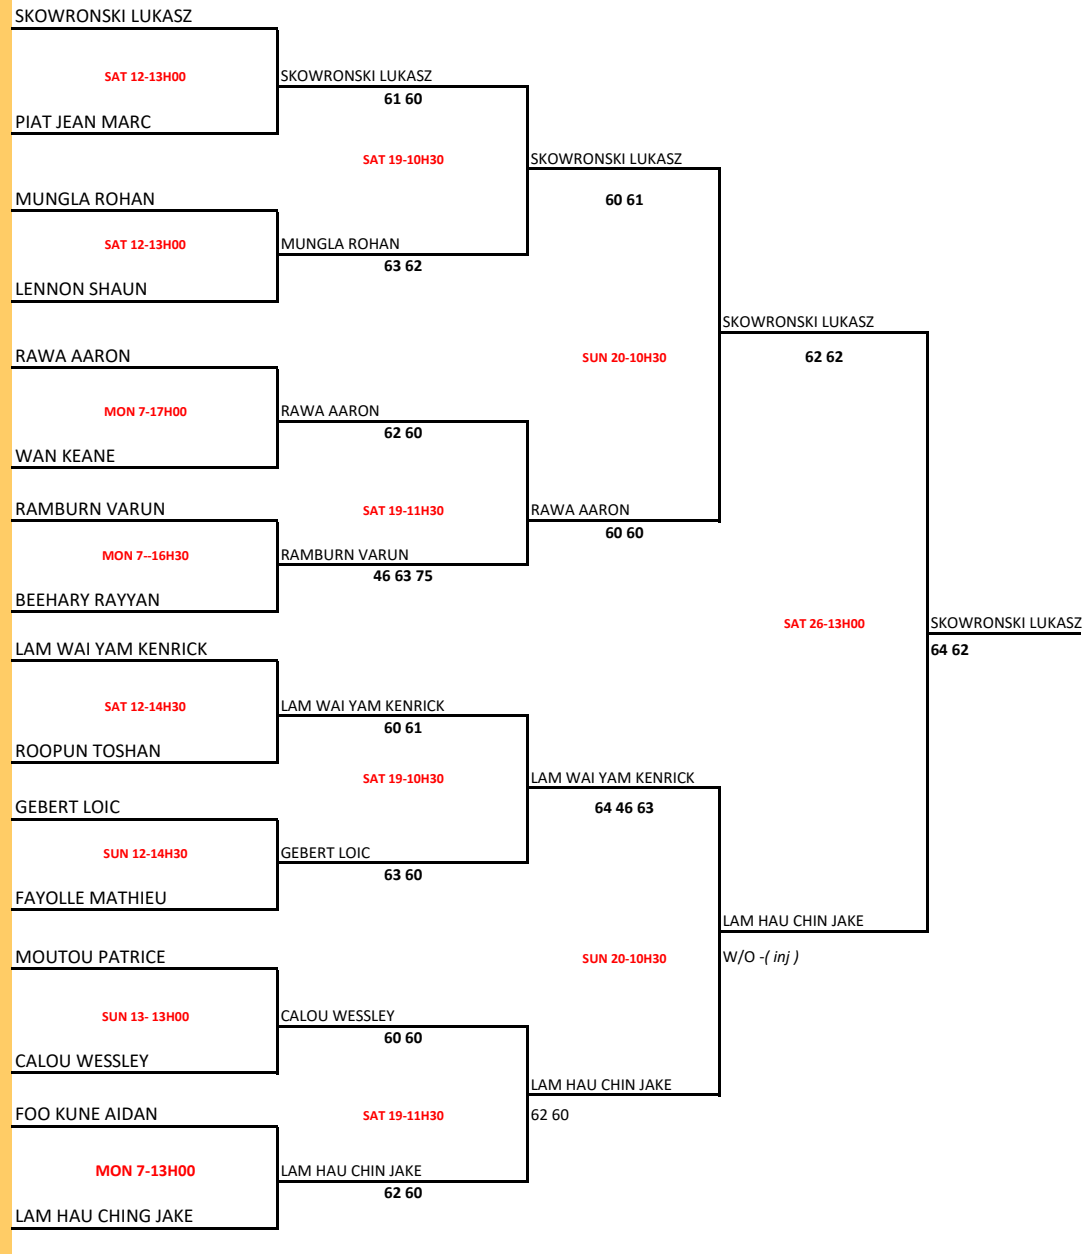 SKOWRONSKI LUKASZ
SAT 12-13H00
SKOWRONSKI LUKASZ
61 60
PIAT JEAN MARC
SAT 19-10H30
SKOWRONSKI LUKASZ
MUNGLA ROHAN
60 61
SAT 12-13H00
MUNGLA ROHAN
63 62
LENNON SHAUN
SKOWRONSKI LUKASZ
RAWA AARON
SUN 20-10H30
62 62
MON 7-17H00
RAWA AARON
62 60
WAN KEANE
RAMBURN VARUN
SAT 19-11H30
RAWA AARON
60 60
MON 7--16H30
RAMBURN VARUN
46 63 75
BEEHARY RAYYAN
SAT 26-13H00
SKOWRONSKI LUKASZ
64 62
LAM WAI YAM KENRICK
SAT 12-14H30
LAM WAI YAM KENRICK
60 61
ROOPUN TOSHAN
SAT 19-10H30
LAM WAI YAM KENRICK
GEBERT LOIC
64 46 63
SUN 12-14H30
GEBERT LOIC
63 60
FAYOLLE MATHIEU
LAM HAU CHIN JAKE
MOUTOU PATRICE
SUN 20-10H30
W/O -( inj )
SUN 13- 13H00
CALOU WESSLEY
60 60
CALOU WESSLEY
LAM HAU CHIN JAKE
FOO KUNE AIDAN
SAT 19-11H30
62 60
MON 7-13H00
LAM HAU CHIN JAKE
62 60
LAM HAU CHING JAKE